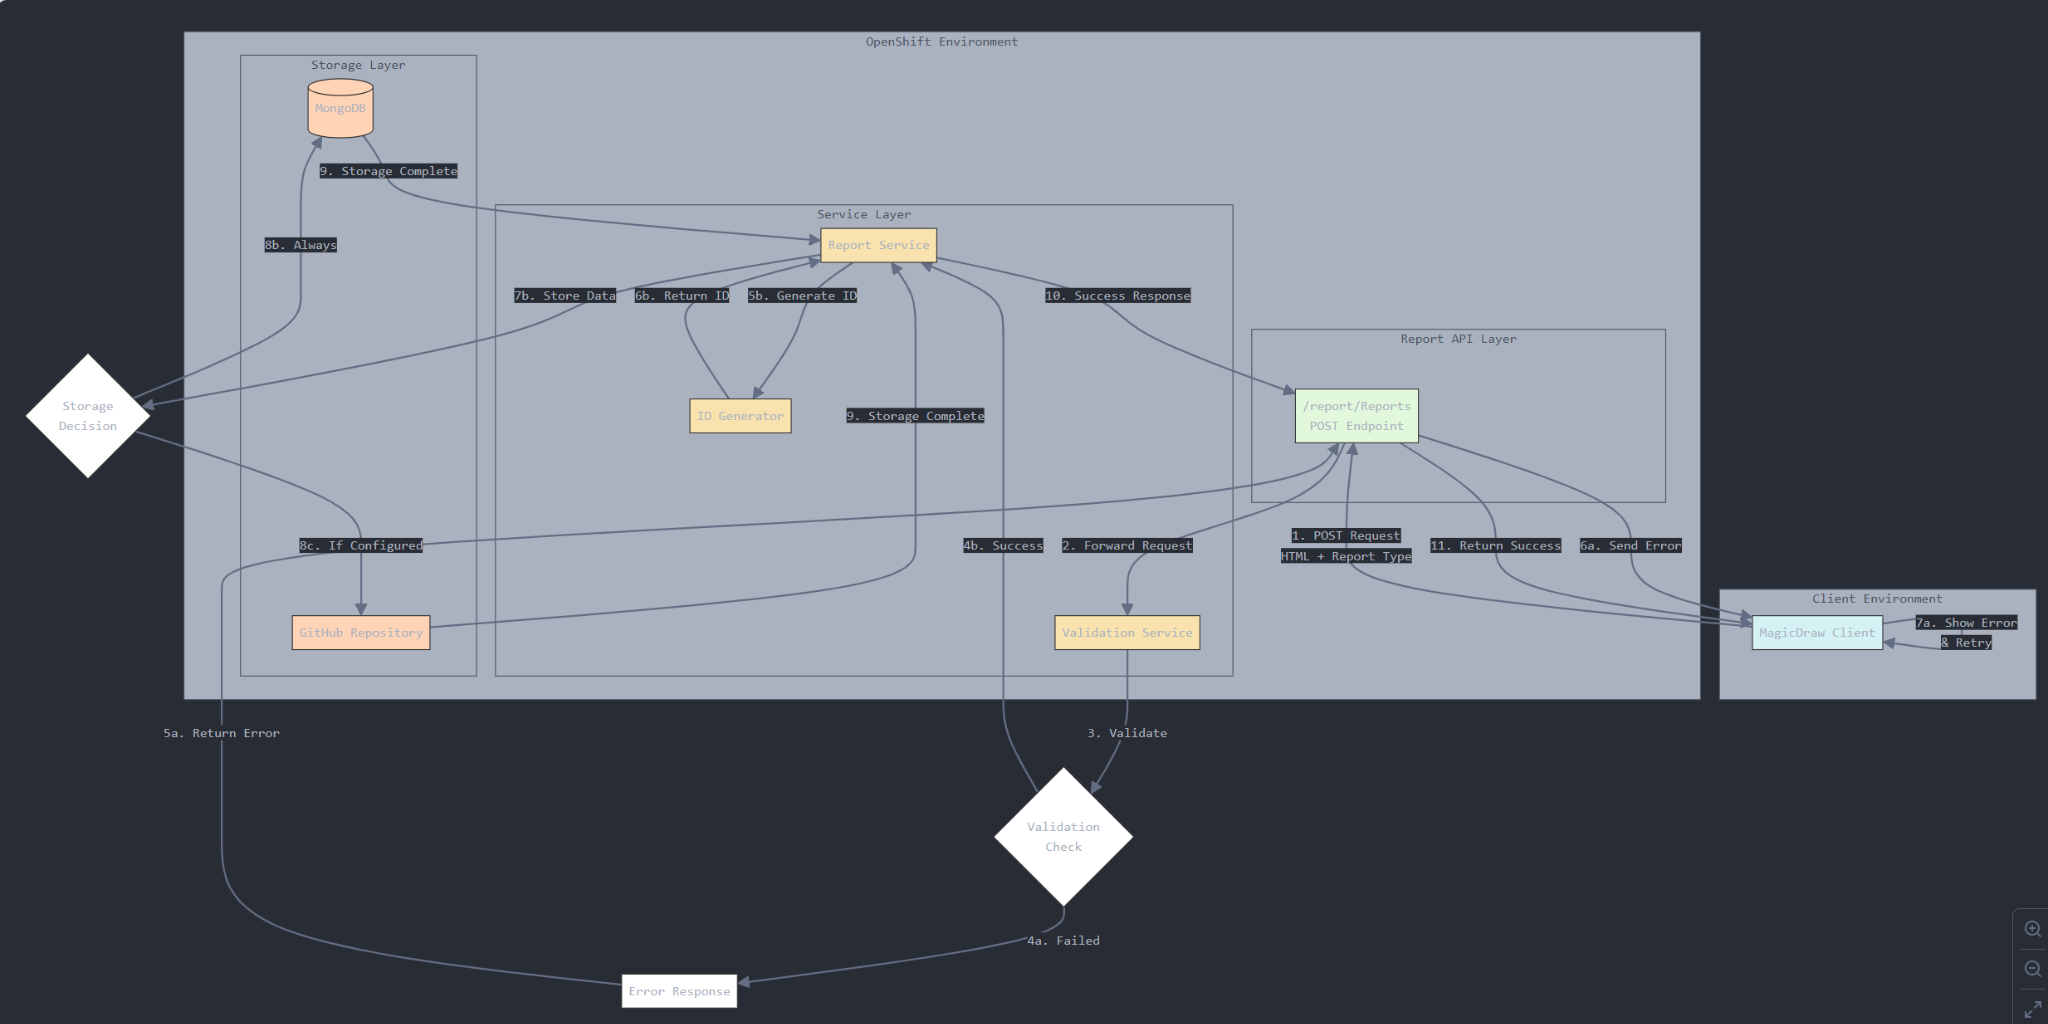 OpenShift Environment
Storage Layer
MongoDB
9. Storage Complete
Service Layer
8b. Always
Report Service
7b. Store Data
6b. Return ID
5b. Generate ID
10. Success Response
Report API Layer
Storage
Decision
ID Generator
9. Storage Complete
/report/Reports
POST Endpoint
8c. If Configured
4b. Success
2. Forward Request
1. POST Request
HTML + Report Type
11. Return Success
6a. Send Error
Client Environment
GitHub Repository
Validation Service
MagicDraw Client
7a. Show Error
& Retry
5a. Return Error
3. Validate
Validation
Check
4a. Failed
Error Response